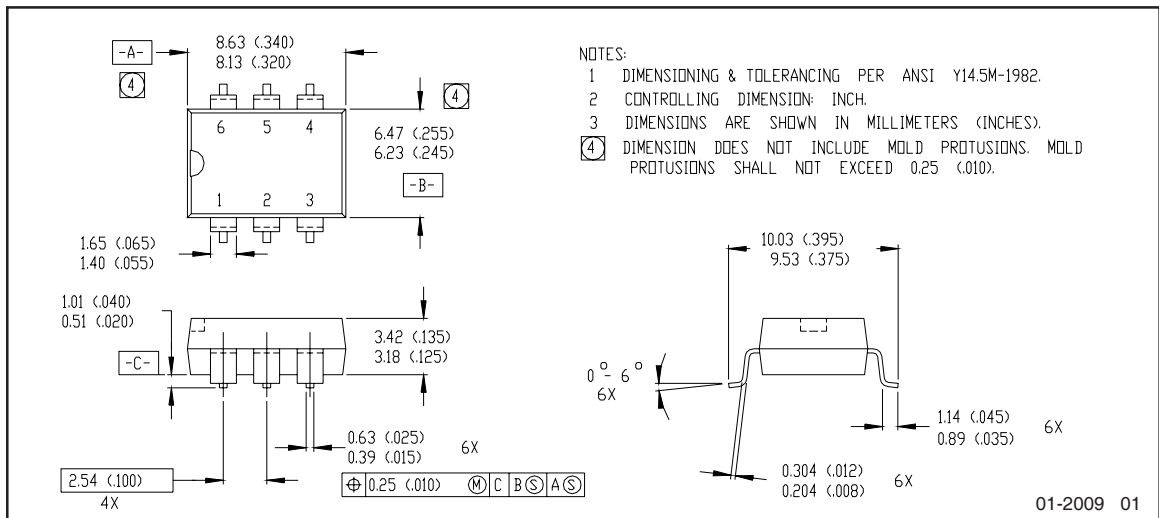 -A-
8.63 (.340)
8.13 (.320)
4
4
6 5 4
1 2 3
6.47 (.255)
6.23 (.245)
-B-
1.65 (.065)
1.40 (.055)
NOTES:
1 DIMENSIONING & TOLERANCING PER ANSI Y14.5M-1982.
2 CONTROLLING DIMENSION: INCH.
3 DIMENSIONS ARE SHOWN IN MILLIMETERS (INCHES).
4 DIMENSION DOES NOT INCLUDE MOLD PROTUSIONS. MOLD
PROTUSIONS SHALL NOT EXCEED 0.25 (.010).
1.01 (.040)
0.51 (.020)
-C-
3.42 (.135)
3.18 (.125)
0.63 (.025)
0.39 (.015)
6X
2.54 (.100)
4X
⌖ 0.25 (.010) Ⓜ C B Ⓢ A Ⓢ
10.03 (.395)
9.53 (.375)
0° - 6°
6X
1.14 (.045)
0.89 (.035)
6X
0.304 (.012)
0.204 (.008)
6X
01-2009 01